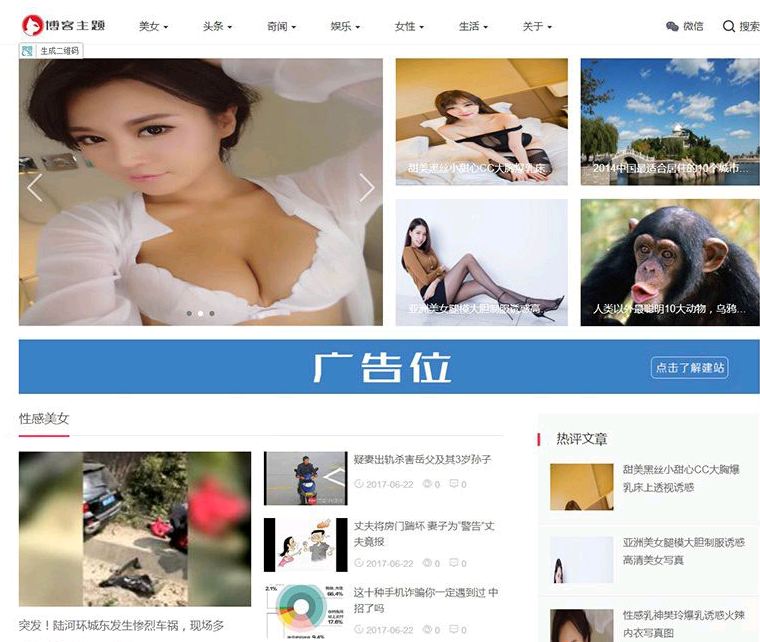 博客主题 美女 头条 奇闻 娱乐 女性 生活 关于 微信 搜索
生成二维码
甜美黑丝小甜心CC大胸爆乳床...
2014中国最适合居住的10个城市...
亚洲美女腿模大胆制服诱惑高...
人类以外最聪明10大动物，乌鸦...
广告位
点击了解建站
性感美女
突发！陆河环城东发生惨烈车祸，现场多
疑妻出轨杀害岳父及其3岁孙子
2017-06-22 0 0
丈夫将房门踹坏 妻子为“警告”丈
夫竟报
2017-06-22 0 0
2.1%
66.4%
17.6%
9.4%
这十种手机诈骗你一定遇到过 中
招了吗
2017-06-22 0 0
热评文章
甜美黑丝小甜心CC大胸爆
乳床上透视诱惑
亚洲美女腿模大胆制服诱惑
高清美女写真
性感乳神樊玲爆乳诱惑火辣
内衣写真图